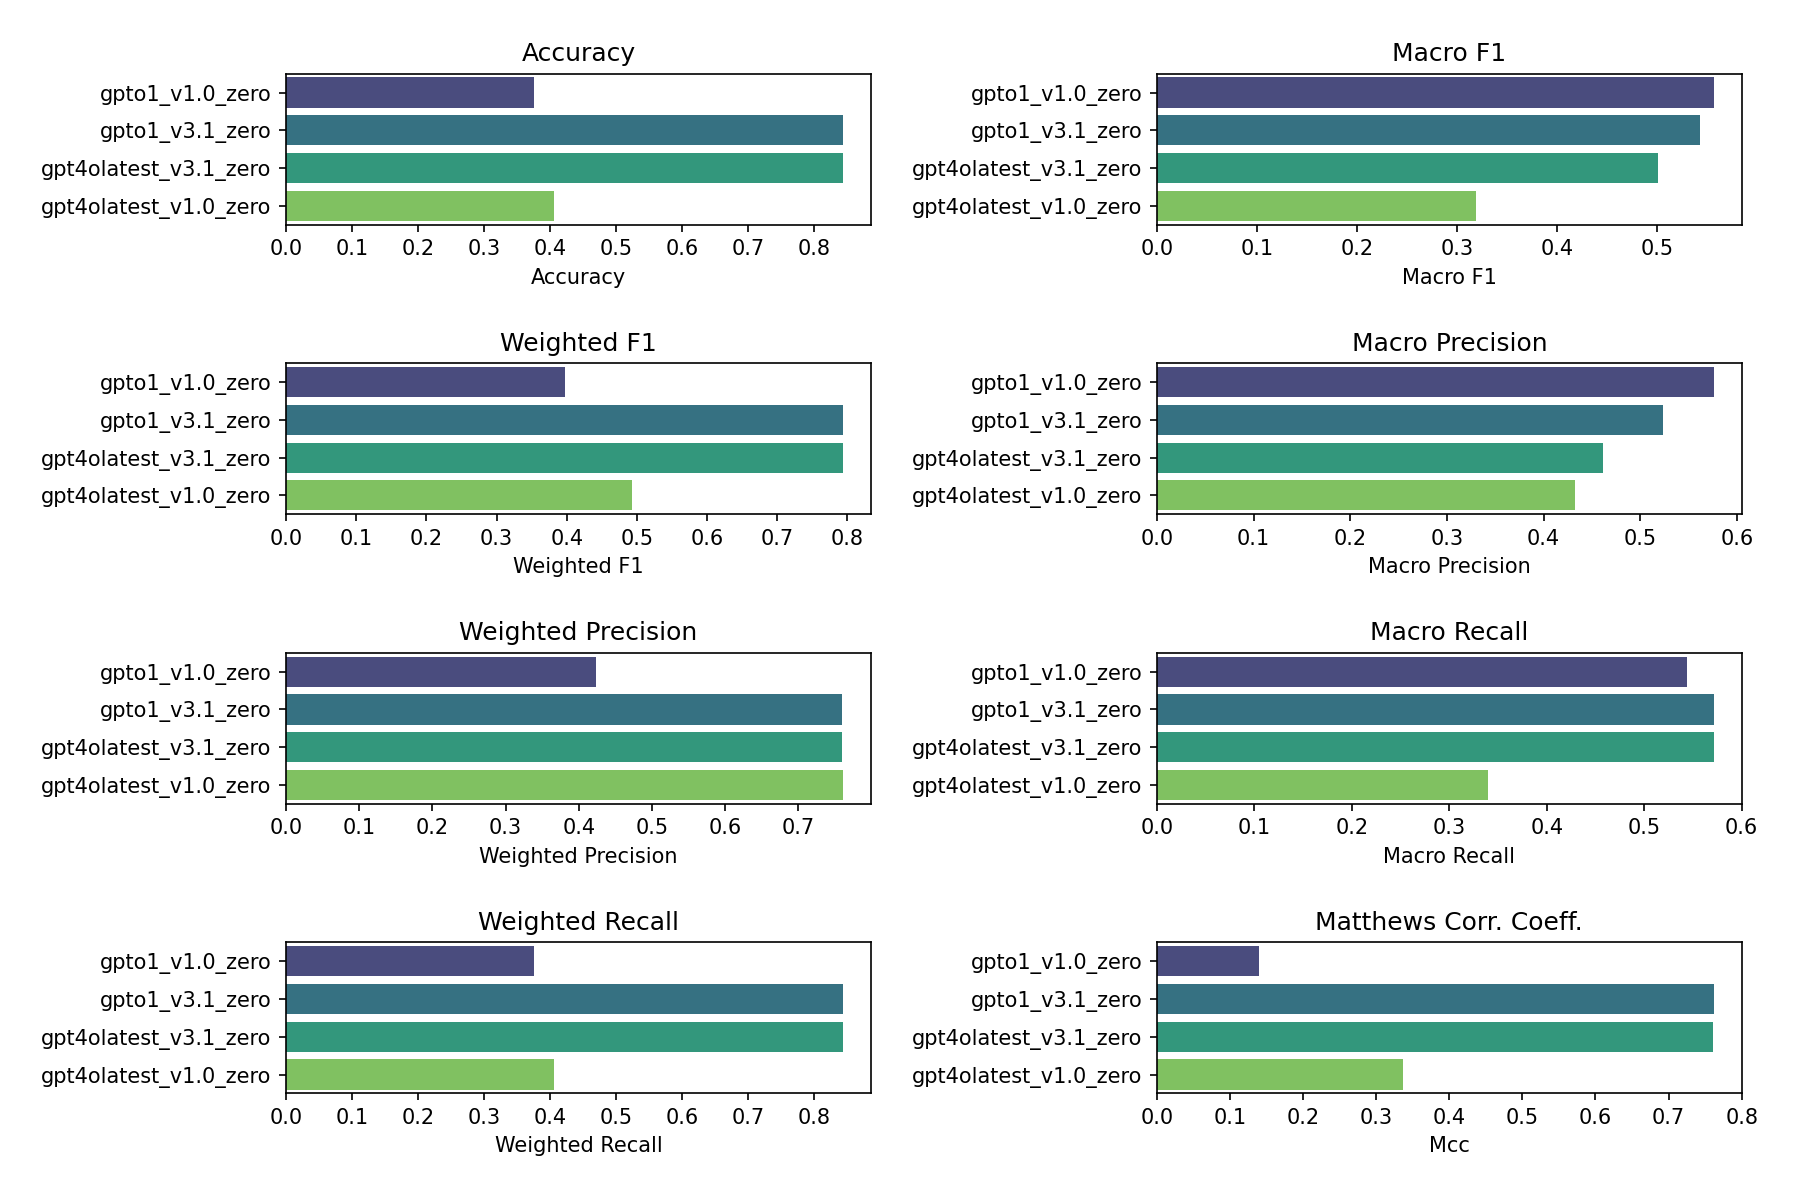 Accuracy
gpto1_v1.0_zero
gpto1_v3.1_zero
gpt4olatest_v3.1_zero
gpt4olatest_v1.0_zero
0.0 0.1 0.2 0.3 0.4 0.5 0.6 0.7 0.8
Accuracy
Macro F1
gpto1_v1.0_zero
gpto1_v3.1_zero
gpt4olatest_v3.1_zero
gpt4olatest_v1.0_zero
0.0 0.1 0.2 0.3 0.4 0.5
Macro F1
Weighted F1
gpto1_v1.0_zero
gpto1_v3.1_zero
gpt4olatest_v3.1_zero
gpt4olatest_v1.0_zero
0.0 0.1 0.2 0.3 0.4 0.5 0.6 0.7 0.8
Weighted F1
Macro Precision
gpto1_v1.0_zero
gpto1_v3.1_zero
gpt4olatest_v3.1_zero
gpt4olatest_v1.0_zero
0.0 0.1 0.2 0.3 0.4 0.5 0.6
Macro Precision
Weighted Precision
gpto1_v1.0_zero
gpto1_v3.1_zero
gpt4olatest_v3.1_zero
gpt4olatest_v1.0_zero
0.0 0.1 0.2 0.3 0.4 0.5 0.6 0.7
Weighted Precision
Macro Recall
gpto1_v1.0_zero
gpto1_v3.1_zero
gpt4olatest_v3.1_zero
gpt4olatest_v1.0_zero
0.0 0.1 0.2 0.3 0.4 0.5 0.6
Macro Recall
Weighted Recall
gpto1_v1.0_zero
gpto1_v3.1_zero
gpt4olatest_v3.1_zero
gpt4olatest_v1.0_zero
0.0 0.1 0.2 0.3 0.4 0.5 0.6 0.7 0.8
Weighted Recall
Matthews Corr. Coeff.
gpto1_v1.0_zero
gpto1_v3.1_zero
gpt4olatest_v3.1_zero
gpt4olatest_v1.0_zero
0.0 0.1 0.2 0.3 0.4 0.5 0.6 0.7 0.8
Mcc